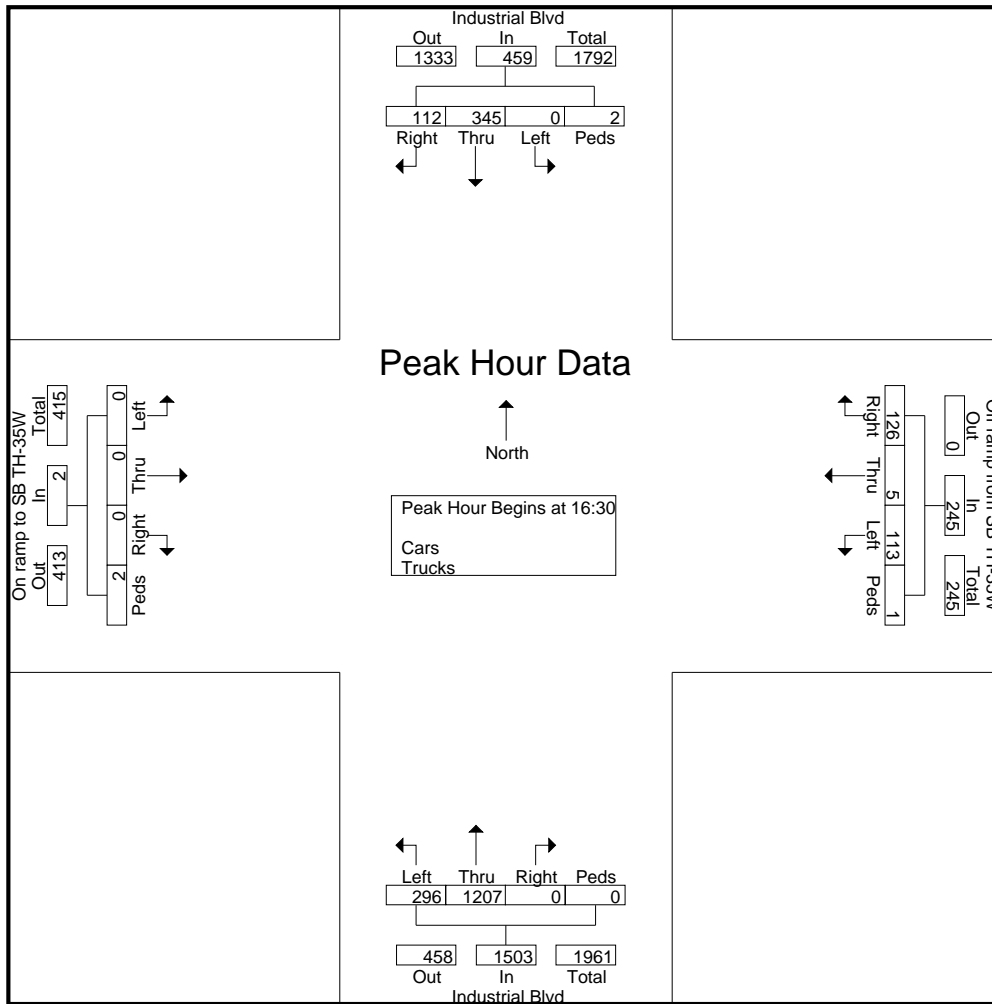 Industrial Blvd
Out In Total
1333 459 1792
112 345 0 2
Right Thru Left Peds
Peak Hour Data
North
Peak Hour Begins at 16:30
Cars
Trucks
On ramp to SB TH-35W
Total In Out
415 2 413
0 0 0 2
Left Thru Right Peds
ramp from SB
Out In Total
0 245 245
126 5 113 1
Right Thru Left Peds
Left Thru Right Peds
296 1207 0 0
458 1503 1961
Out In Total
Industrial Blvd